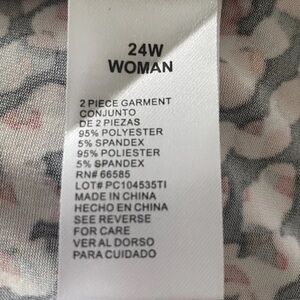 24W
WOMAN
2 PIECE GARMENT
CONJUNTO
DE 2 PIEZAS
95% POLYESTER
5% SPANDEX
95% POLIESTER
5% SPANDEX
RN# 66585
LOT# PC104535TI
MADE IN CHINA
HECHO EN CHINA
SEE REVERSE
FOR CARE
VER AL DORSO
PARA CUIDADO